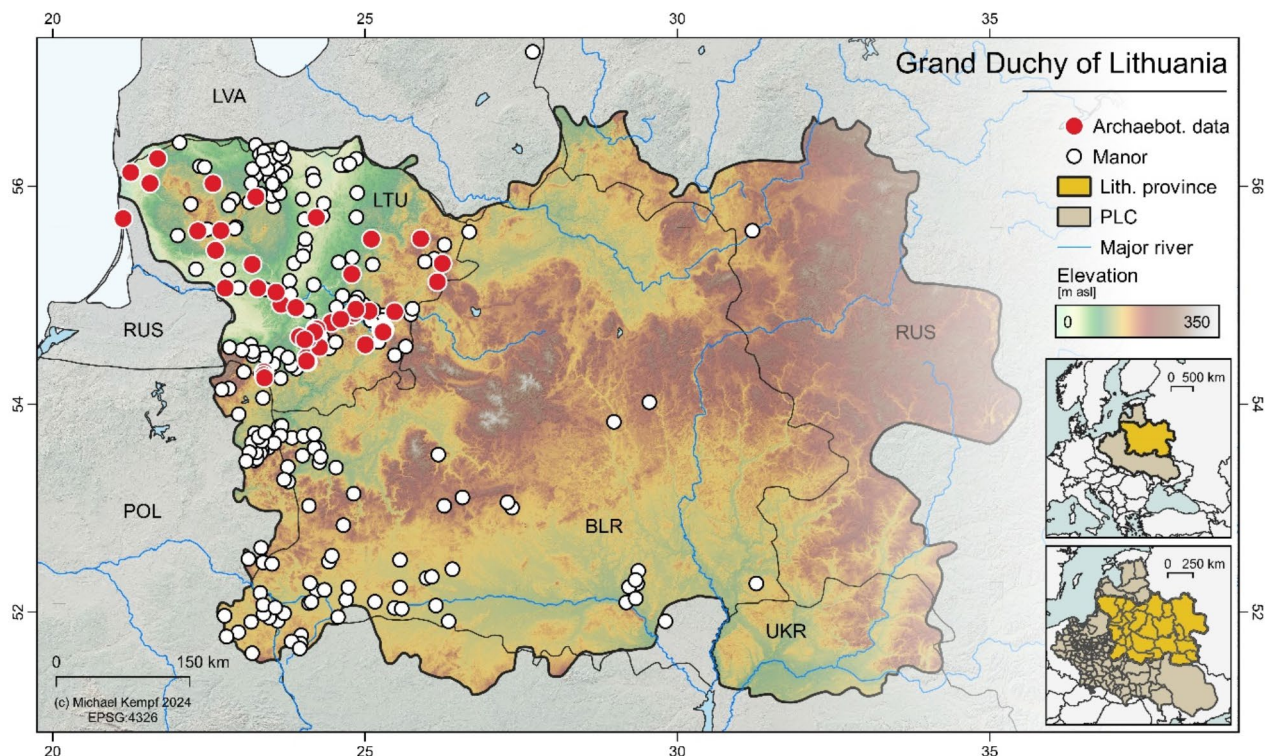 20 25 30 35
Grand Duchy of Lithuania
LVA
Archaebot. data
Manor
56 56
LTU
Lith. province
PLC
Major river
Elevation
[m asl]
0 350
RUS RUS
0 500 km
54 54
POL
BLR
0 250 km
52 52
UKR
0 150 km
(c) Michael Kempf 2024
EPSG:4326
20 25 30 35